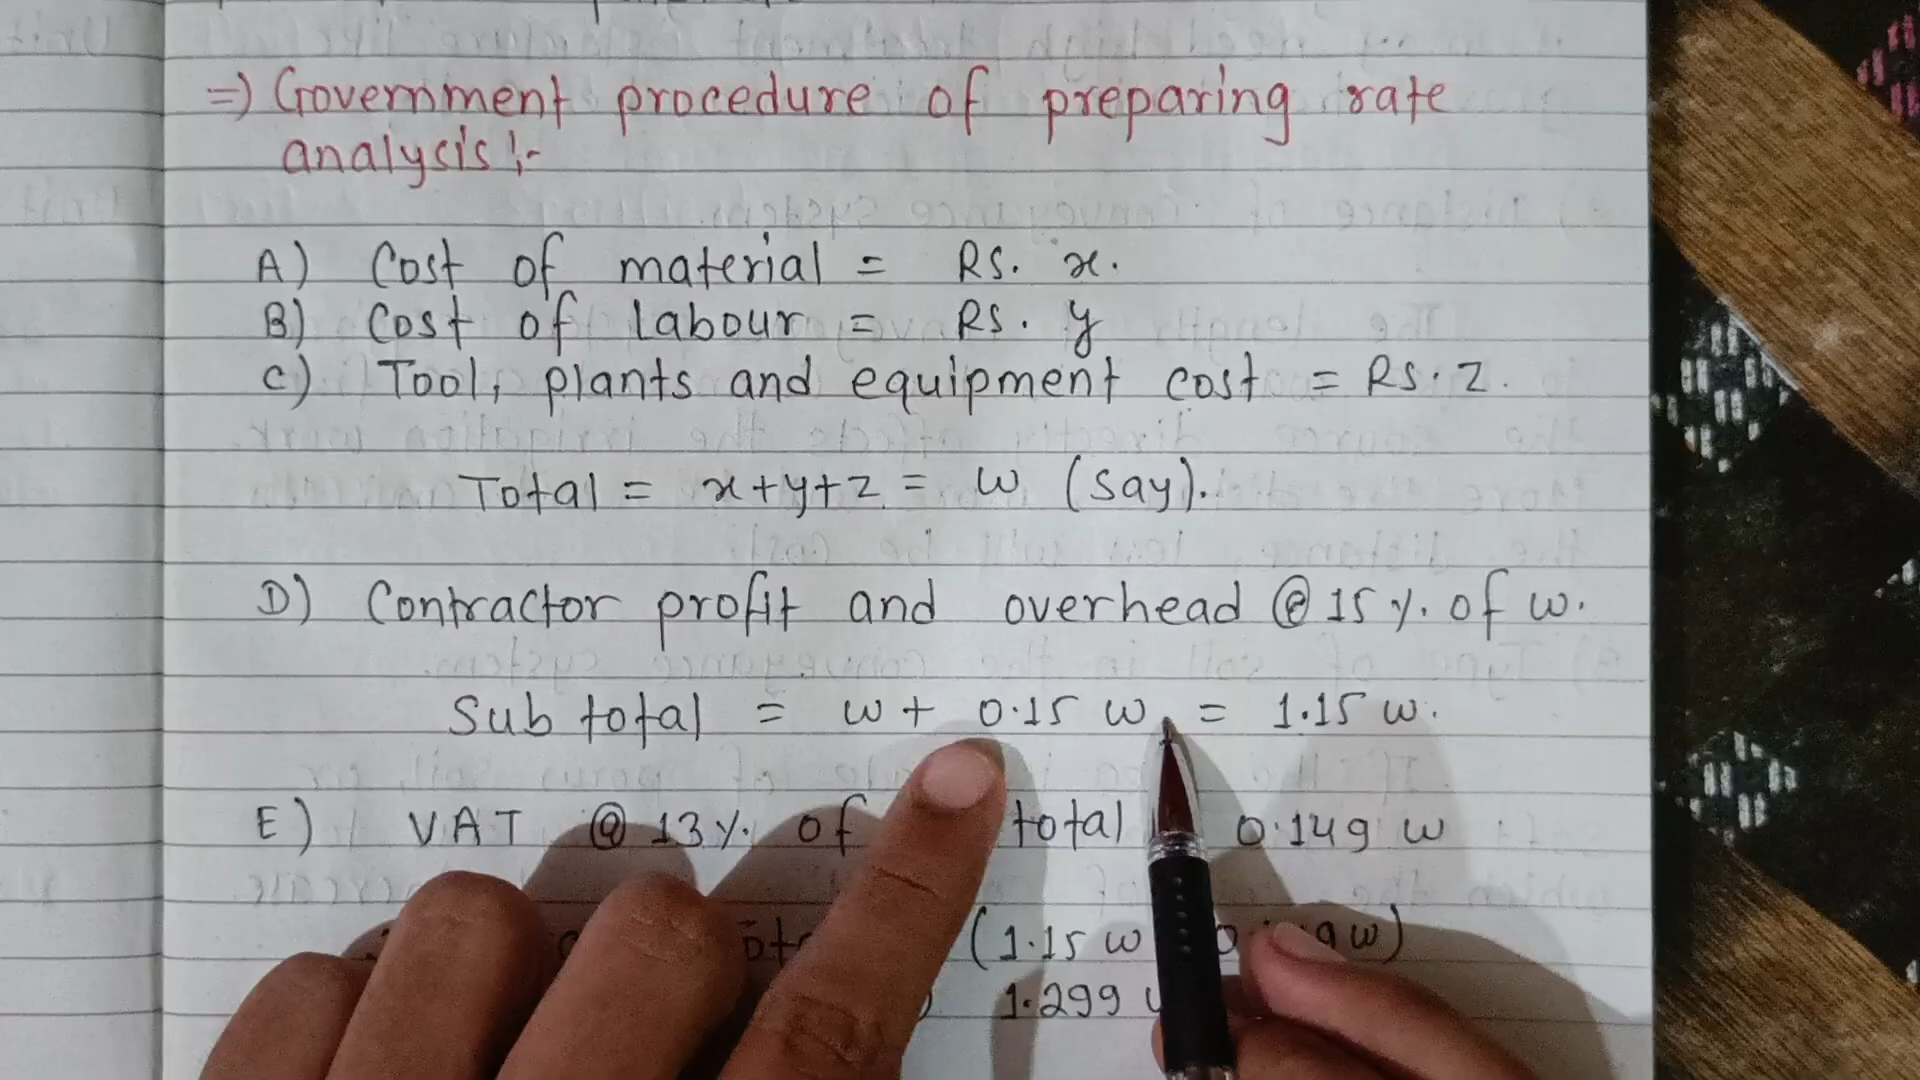 =) Government procedure of preparing rate
analysis :-
A) Cost of material = RS. x.
B) Cost of labour = RS. y
C) Tool, plants and equipment cost = RS. z.
Total = x+y+z = w (say).
D) Contractor profit and overhead @ 15 %. of w.
Sub total = w + 0.15 w = 1.15 w.
E) VAT @ 13 %. of total 0.149 w
(1.15 w w)
1.299